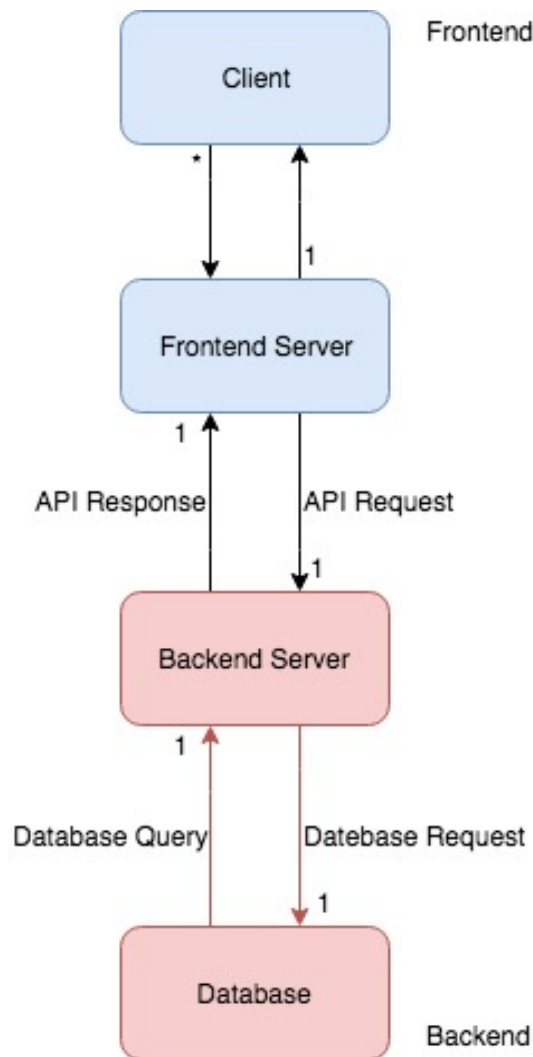 Frontend
Client
*
1
Frontend Server
1
API Response
API Request
1
Backend Server
1
Database Query
Datebase Request
1
Database
Backend